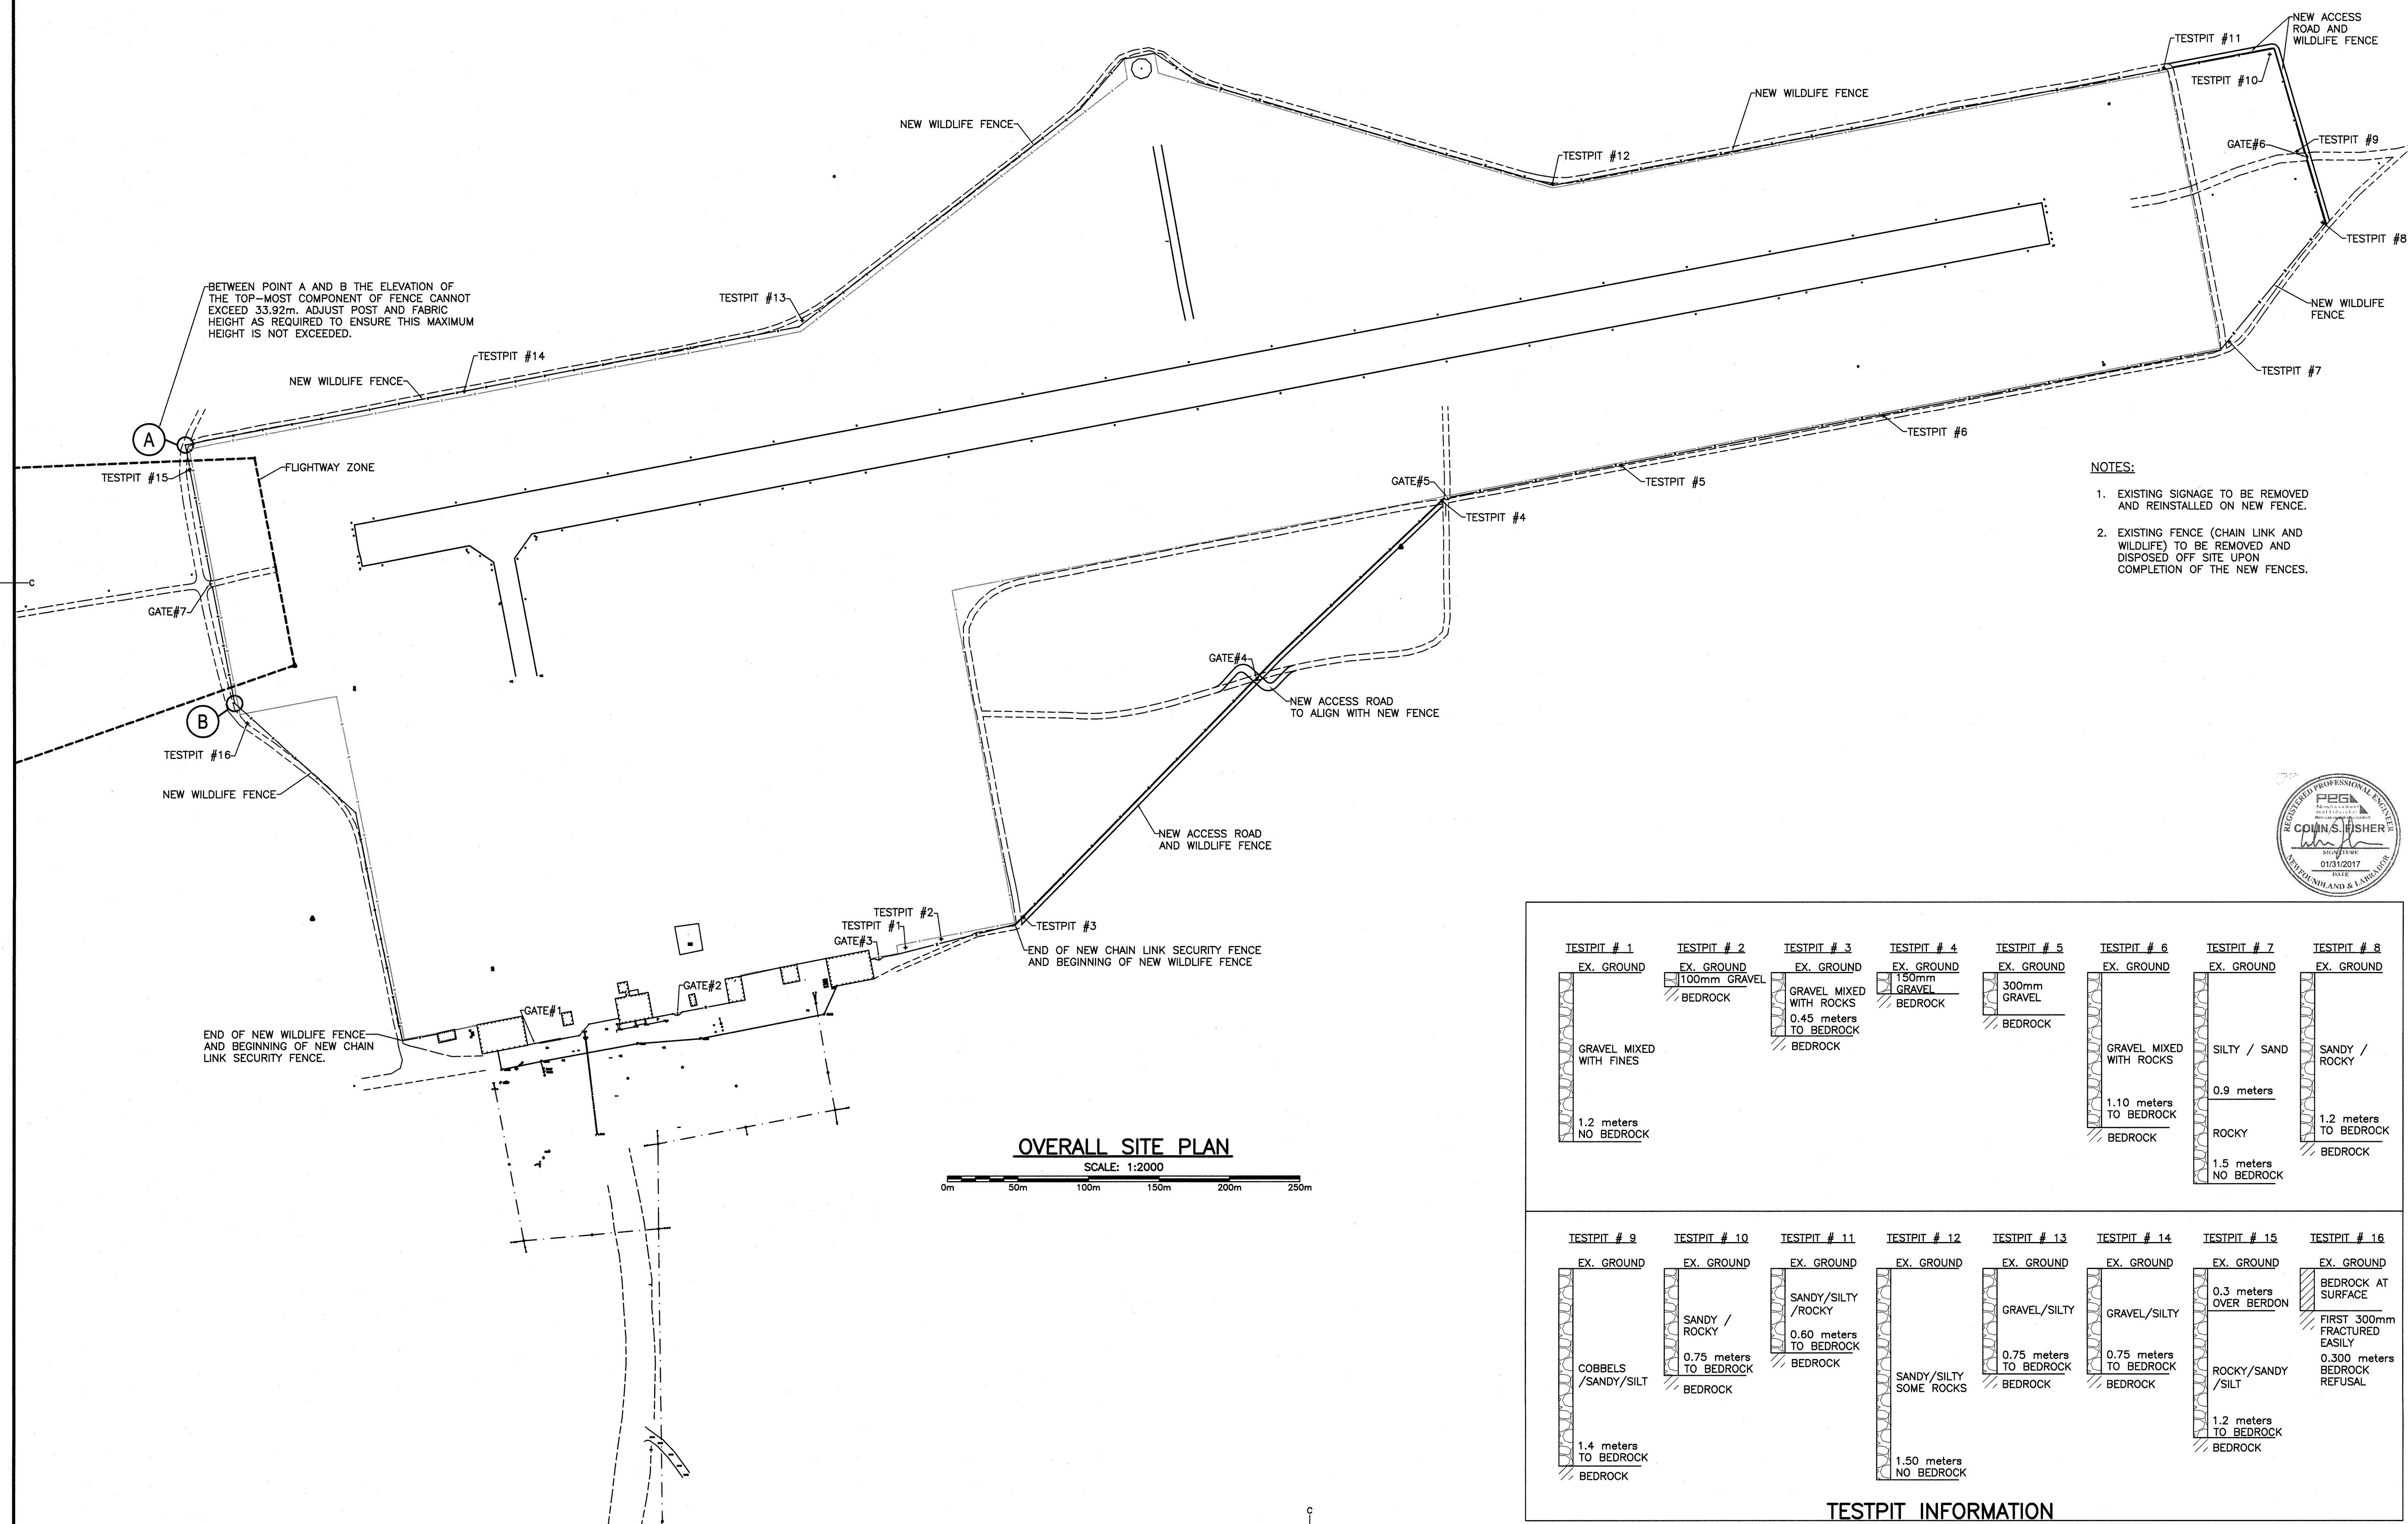 NEW ACCESS
ROAD AND
WILDLIFE FENCE
TESTPIT #11
TESTPIT #10
NEW WILDLIFE FENCE
NEW WILDLIFE FENCE
TESTPIT #12
GATE#6
TESTPIT #9
TESTPIT #8
BETWEEN POINT A AND B THE ELEVATION OF
THE TOP-MOST COMPONENT OF FENCE CANNOT
EXCEED 33.92m. ADJUST POST AND FABRIC
HEIGHT AS REQUIRED TO ENSURE THIS MAXIMUM
HEIGHT IS NOT EXCEEDED.
TESTPIT #13
NEW WILDLIFE
FENCE
TESTPIT #14
NEW WILDLIFE FENCE
TESTPIT #7
A
TESTPIT #6
FLIGHTWAY ZONE
TESTPIT #15
GATE#5
TESTPIT #5
TESTPIT #4
NOTES:
1. EXISTING SIGNAGE TO BE REMOVED
AND REINSTALLED ON NEW FENCE.
2. EXISTING FENCE (CHAIN LINK AND
WILDLIFE) TO BE REMOVED AND
DISPOSED OFF SITE UPON
COMPLETION OF THE NEW FENCES.
C
GATE#7
GATE#4
NEW ACCESS ROAD
TO ALIGN WITH NEW FENCE
B
TESTPIT #16
NEW WILDLIFE FENCE
NEW ACCESS ROAD
AND WILDLIFE FENCE
REGISTERED PROFESSIONAL ENGINEER
PEG
COLIN S. FISHER
SIGNATURE
01/31/2017
DATE
NEWFOUNDLAND & LABRADOR
TESTPIT #2
TESTPIT #1
GATE#3
TESTPIT #3
END OF NEW CHAIN LINK SECURITY FENCE
AND BEGINNING OF NEW WILDLIFE FENCE
GATE#2
GATE#1
END OF NEW WILDLIFE FENCE
AND BEGINNING OF NEW CHAIN
LINK SECURITY FENCE.
OVERALL SITE PLAN
SCALE: 1:2000
0m 50m 100m 150m 200m 250m
C
TESTPIT # 1
EX. GROUND
GRAVEL MIXED
WITH FINES
1.2 meters
NO BEDROCK
TESTPIT # 2
EX. GROUND
100mm GRAVEL
BEDROCK
TESTPIT # 3
EX. GROUND
GRAVEL MIXED
WITH ROCKS
0.45 meters
TO BEDROCK
BEDROCK
TESTPIT # 4
EX. GROUND
150mm
GRAVEL
BEDROCK
TESTPIT # 5
EX. GROUND
300mm
GRAVEL
BEDROCK
TESTPIT # 6
EX. GROUND
GRAVEL MIXED
WITH ROCKS
1.10 meters
TO BEDROCK
BEDROCK
TESTPIT # 7
EX. GROUND
SILTY / SAND
0.9 meters
ROCKY
1.5 meters
NO BEDROCK
TESTPIT # 8
EX. GROUND
SANDY /
ROCKY
1.2 meters
TO BEDROCK
BEDROCK
TESTPIT # 9
EX. GROUND
COBBELS
/SANDY/SILT
1.4 meters
TO BEDROCK
BEDROCK
TESTPIT # 10
EX. GROUND
SANDY /
ROCKY
0.75 meters
TO BEDROCK
BEDROCK
TESTPIT # 11
EX. GROUND
SANDY/SILTY
/ROCKY
0.60 meters
TO BEDROCK
BEDROCK
TESTPIT # 12
EX. GROUND
SANDY/SILTY
SOME ROCKS
1.50 meters
NO BEDROCK
TESTPIT # 13
EX. GROUND
GRAVEL/SILTY
0.75 meters
TO BEDROCK
BEDROCK
TESTPIT # 14
EX. GROUND
GRAVEL/SILTY
0.75 meters
TO BEDROCK
BEDROCK
TESTPIT # 15
EX. GROUND
0.3 meters
OVER BERDON
ROCKY/SANDY
/SILT
1.2 meters
TO BEDROCK
BEDROCK
TESTPIT # 16
EX. GROUND
BEDROCK AT
SURFACE
FIRST 300mm
FRACTURED
EASILY
0.300 meters
BEDROCK
REFUSAL
TESTPIT INFORMATION